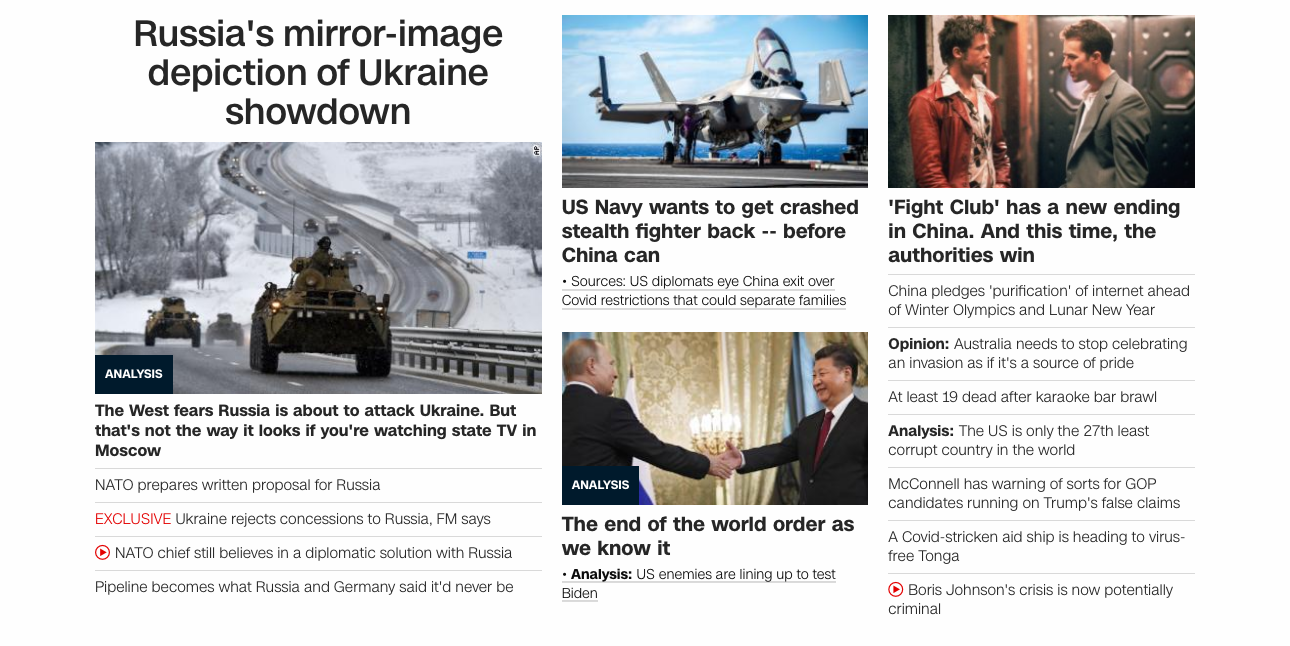 Russia's mirror-image
depiction of Ukraine
showdown
AP
ANALYSIS
The West fears Russia is about to attack Ukraine. But
that's not the way it looks if you're watching state TV in
Moscow
NATO prepares written proposal for Russia
EXCLUSIVE Ukraine rejects concessions to Russia, FM says
NATO chief still believes in a diplomatic solution with Russia
Pipeline becomes what Russia and Germany said it'd never be
US Navy wants to get crashed
stealth fighter back -- before
China can
• Sources: US diplomats eye China exit over
Covid restrictions that could separate families
ANALYSIS
The end of the world order as
we know it
• Analysis: US enemies are lining up to test
Biden
'Fight Club' has a new ending
in China. And this time, the
authorities win
China pledges 'purification' of internet ahead
of Winter Olympics and Lunar New Year
Opinion: Australia needs to stop celebrating
an invasion as if it's a source of pride
At least 19 dead after karaoke bar brawl
Analysis: The US is only the 27th least
corrupt country in the world
McConnell has warning of sorts for GOP
candidates running on Trump's false claims
A Covid-stricken aid ship is heading to virus-
free Tonga
Boris Johnson's crisis is now potentially
criminal